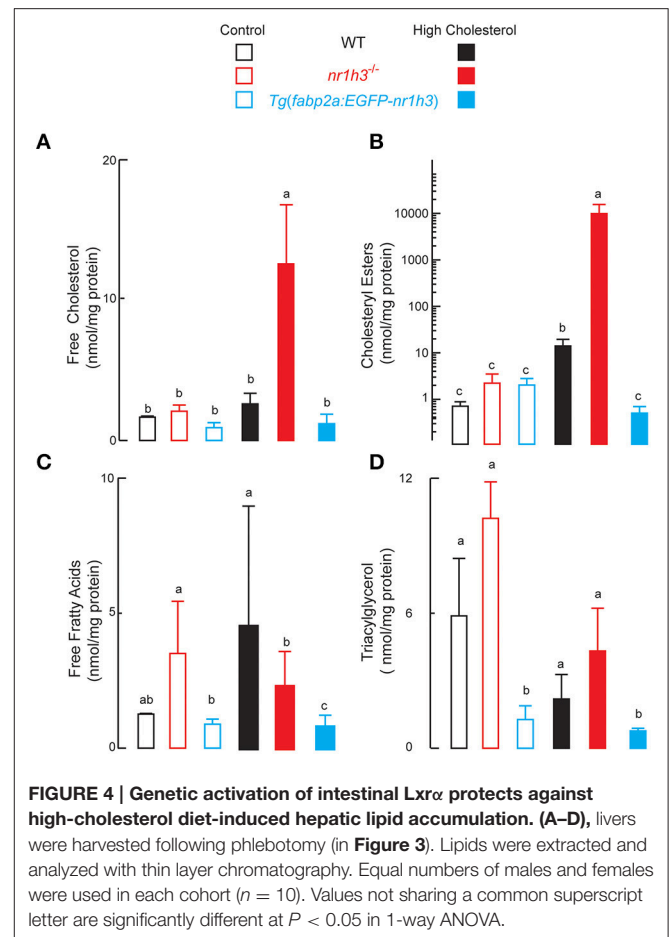 Control WT High Cholesterol
nr1h3-/-
Tg(fabp2a:EGFP-nr1h3)
A
20
10
0
Free Cholesterol
(nmol/mg protein)
b b b b a b
B
10000
1000
100
10
1
Cholesteryl Esters
(nmol/mg protein)
c c c b a c
C
10
5
0
Free Fratty Acids
(nmol/mg protein)
ab a b a b c
D
12
6
0
Triacylglycerol
( nmol/mg protein)
a a b a a b
FIGURE 4 | Genetic activation of intestinal Lxrα protects against
high-cholesterol diet-induced hepatic lipid accumulation. (A–D), livers
were harvested following phlebotomy (in Figure 3). Lipids were extracted and
analyzed with thin layer chromatography. Equal numbers of males and females
were used in each cohort (n = 10). Values not sharing a common superscript
letter are significantly different at P < 0.05 in 1-way ANOVA.